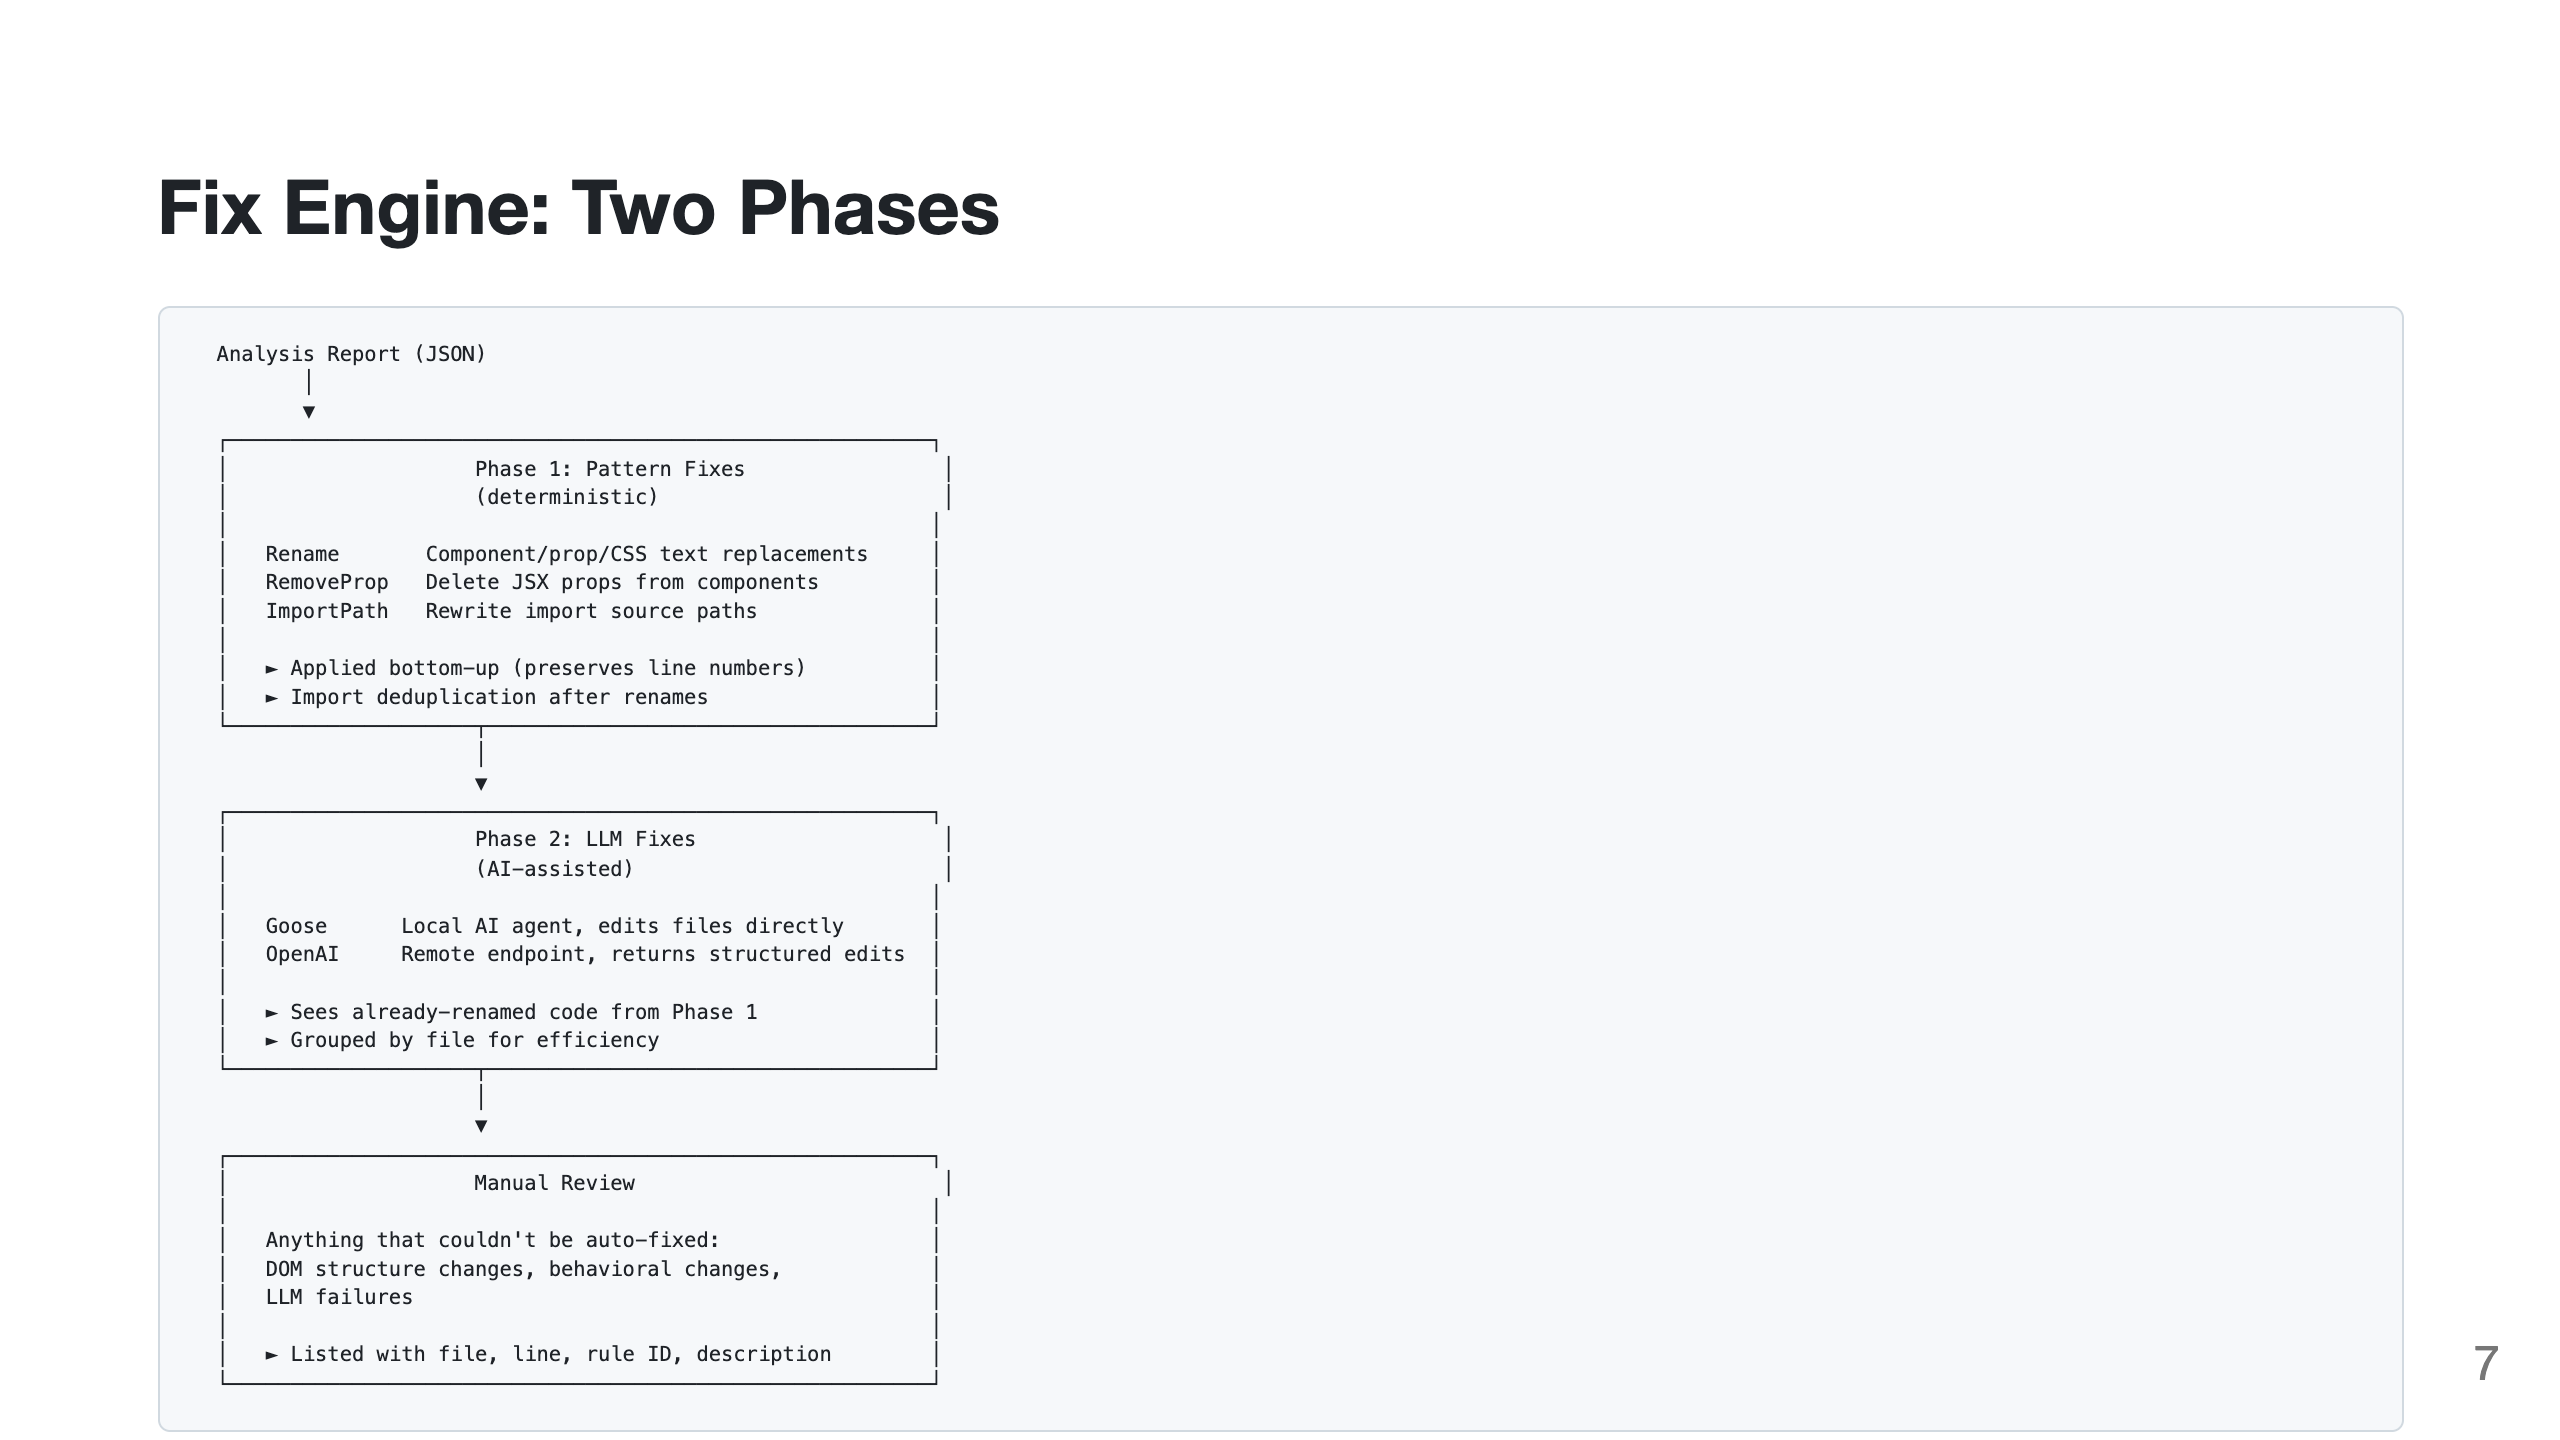 Fix Engine: Two Phases
Analysis Report (JSON)
Phase 1: Pattern Fixes
(deterministic)
Rename Component/prop/CSS text replacements
RemoveProp Delete JSX props from components
ImportPath Rewrite import source paths
► Applied bottom-up (preserves line numbers)
► Import deduplication after renames
Phase 2: LLM Fixes
(AI-assisted)
Goose Local AI agent, edits files directly
OpenAI Remote endpoint, returns structured edits
► Sees already-renamed code from Phase 1
► Grouped by file for efficiency
Manual Review
Anything that couldn't be auto-fixed:
DOM structure changes, behavioral changes,
LLM failures
► Listed with file, line, rule ID, description
7